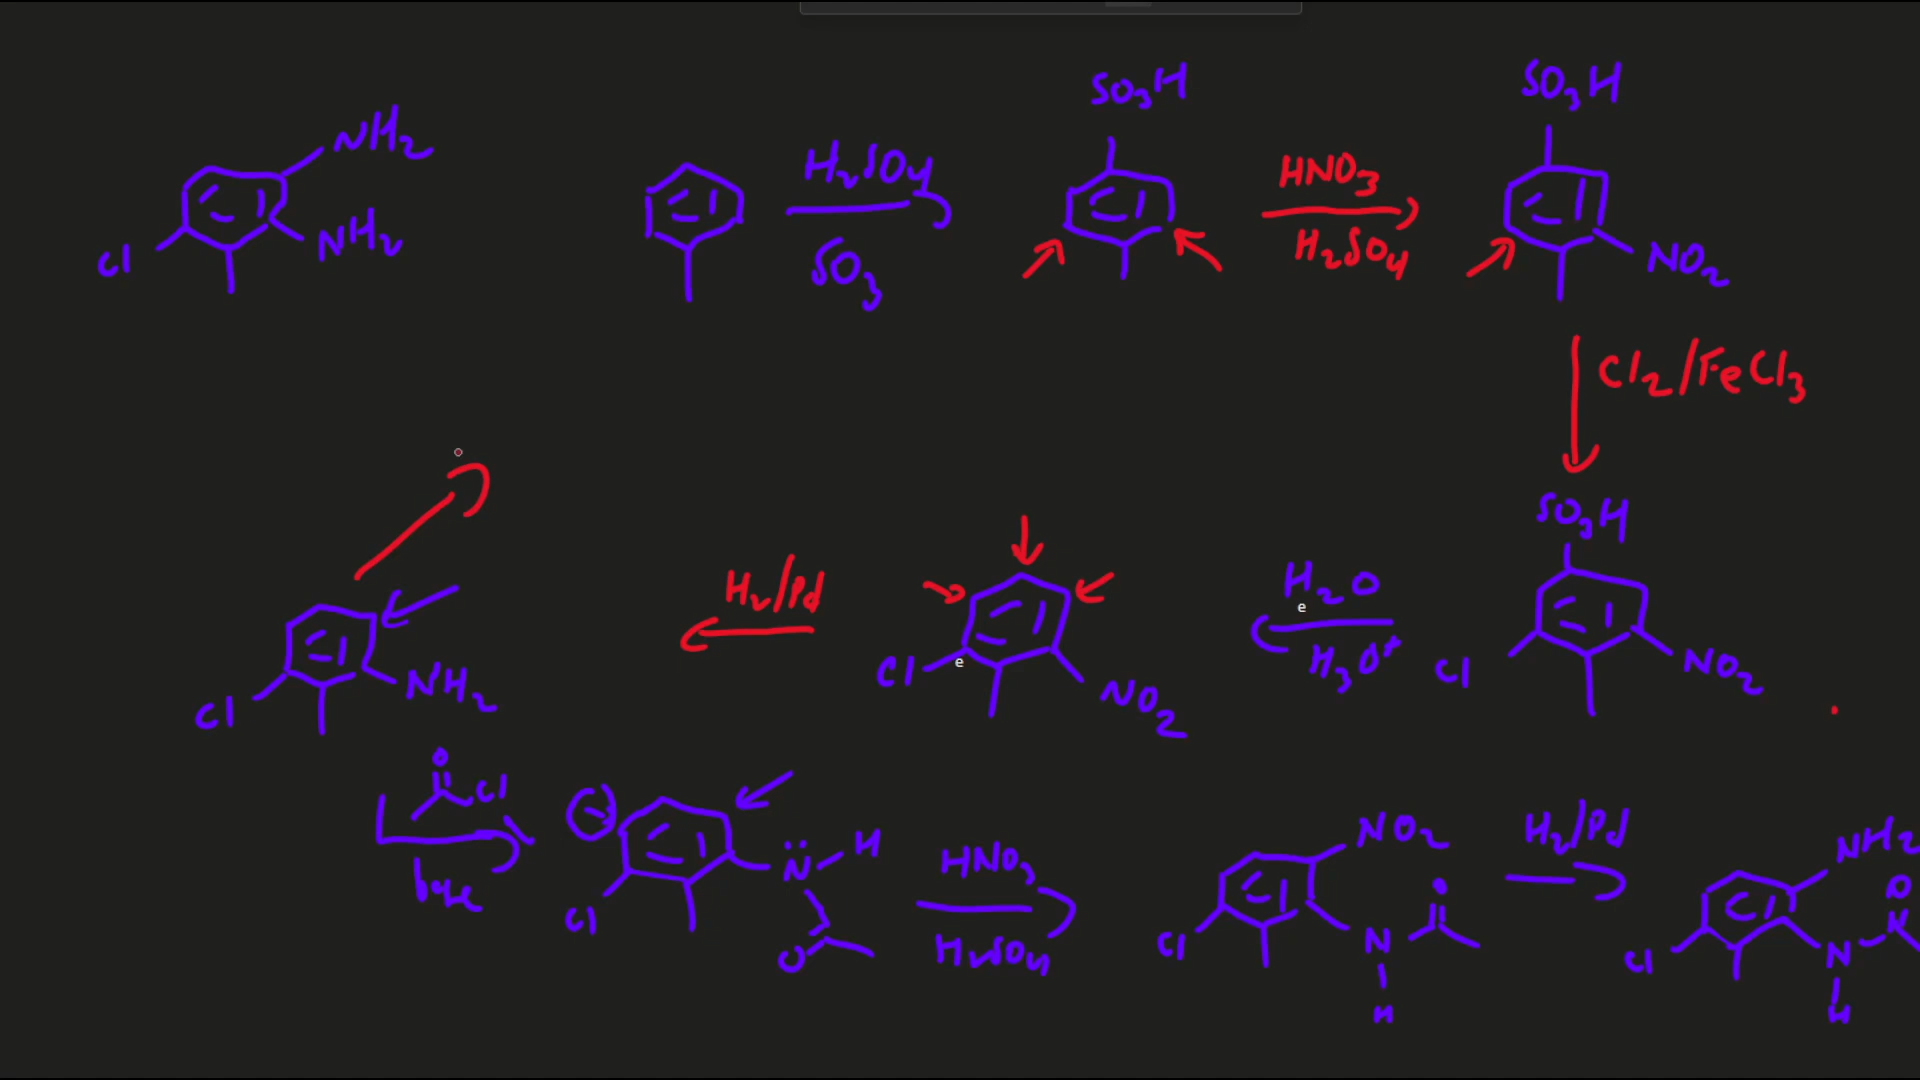 NH2
NH2
Cl
H2SO4
SO3
SO3H
HNO3
H2SO4
SO3H
NO2
Cl2/FeCl3
SO3H
Cl
NO2
H2O
e
H3O+
Cl
e
NO2
H2/Pd
Cl
NH2
O
Cl
base
Cl
N H
O
HNO3
H2SO4
NO2
Cl
O
N
H
H2/Pd
NH2
O
Cl
N
H